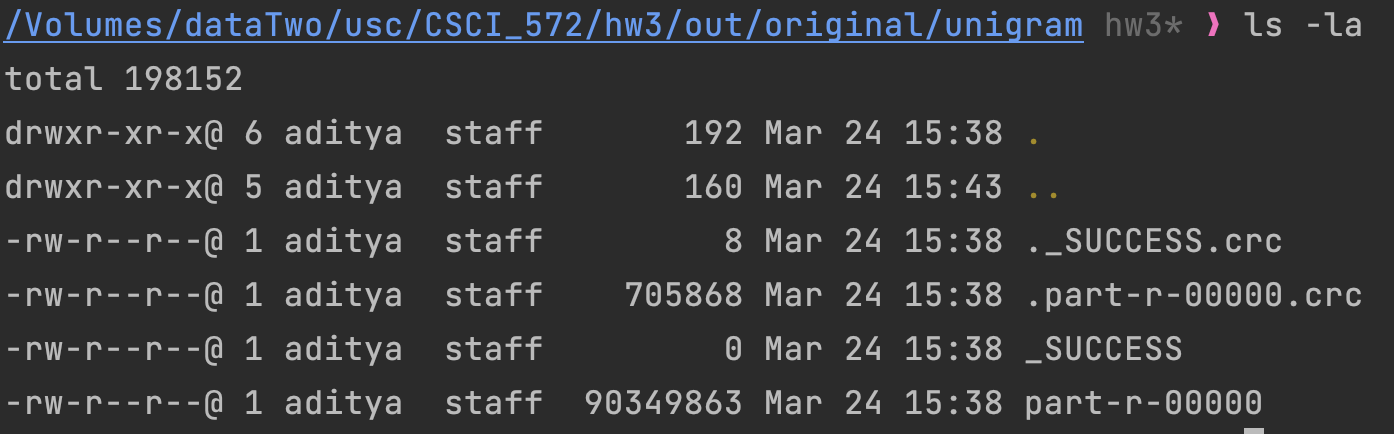 /Volumes/dataTwo/usc/CSCI_572/hw3/out/original/unigram hw3* ❯ ls -la
total 198152
drwxr-xr-x@ 6 aditya  staff       192 Mar 24 15:38 .
drwxr-xr-x@ 5 aditya  staff       160 Mar 24 15:43 ..
-rw-r--r--@ 1 aditya  staff         8 Mar 24 15:38 ._SUCCESS.crc
-rw-r--r--@ 1 aditya  staff    705868 Mar 24 15:38 .part-r-00000.crc
-rw-r--r--@ 1 aditya  staff         0 Mar 24 15:38 _SUCCESS
-rw-r--r--@ 1 aditya  staff  90349863 Mar 24 15:38 part-r-00000